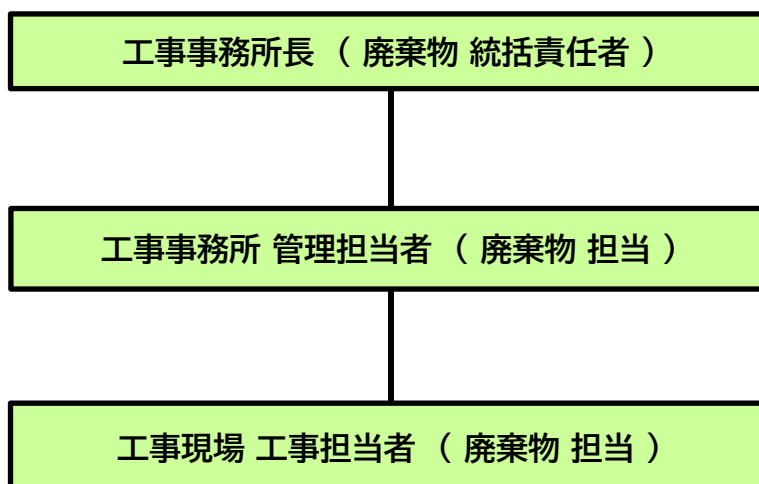 工事事務所長 （ 廃棄物 統括責任者 ）
工事事務所 管理担当者 （ 廃棄物 担当 ）
工事現場 工事担当者 （ 廃棄物 担当 ）